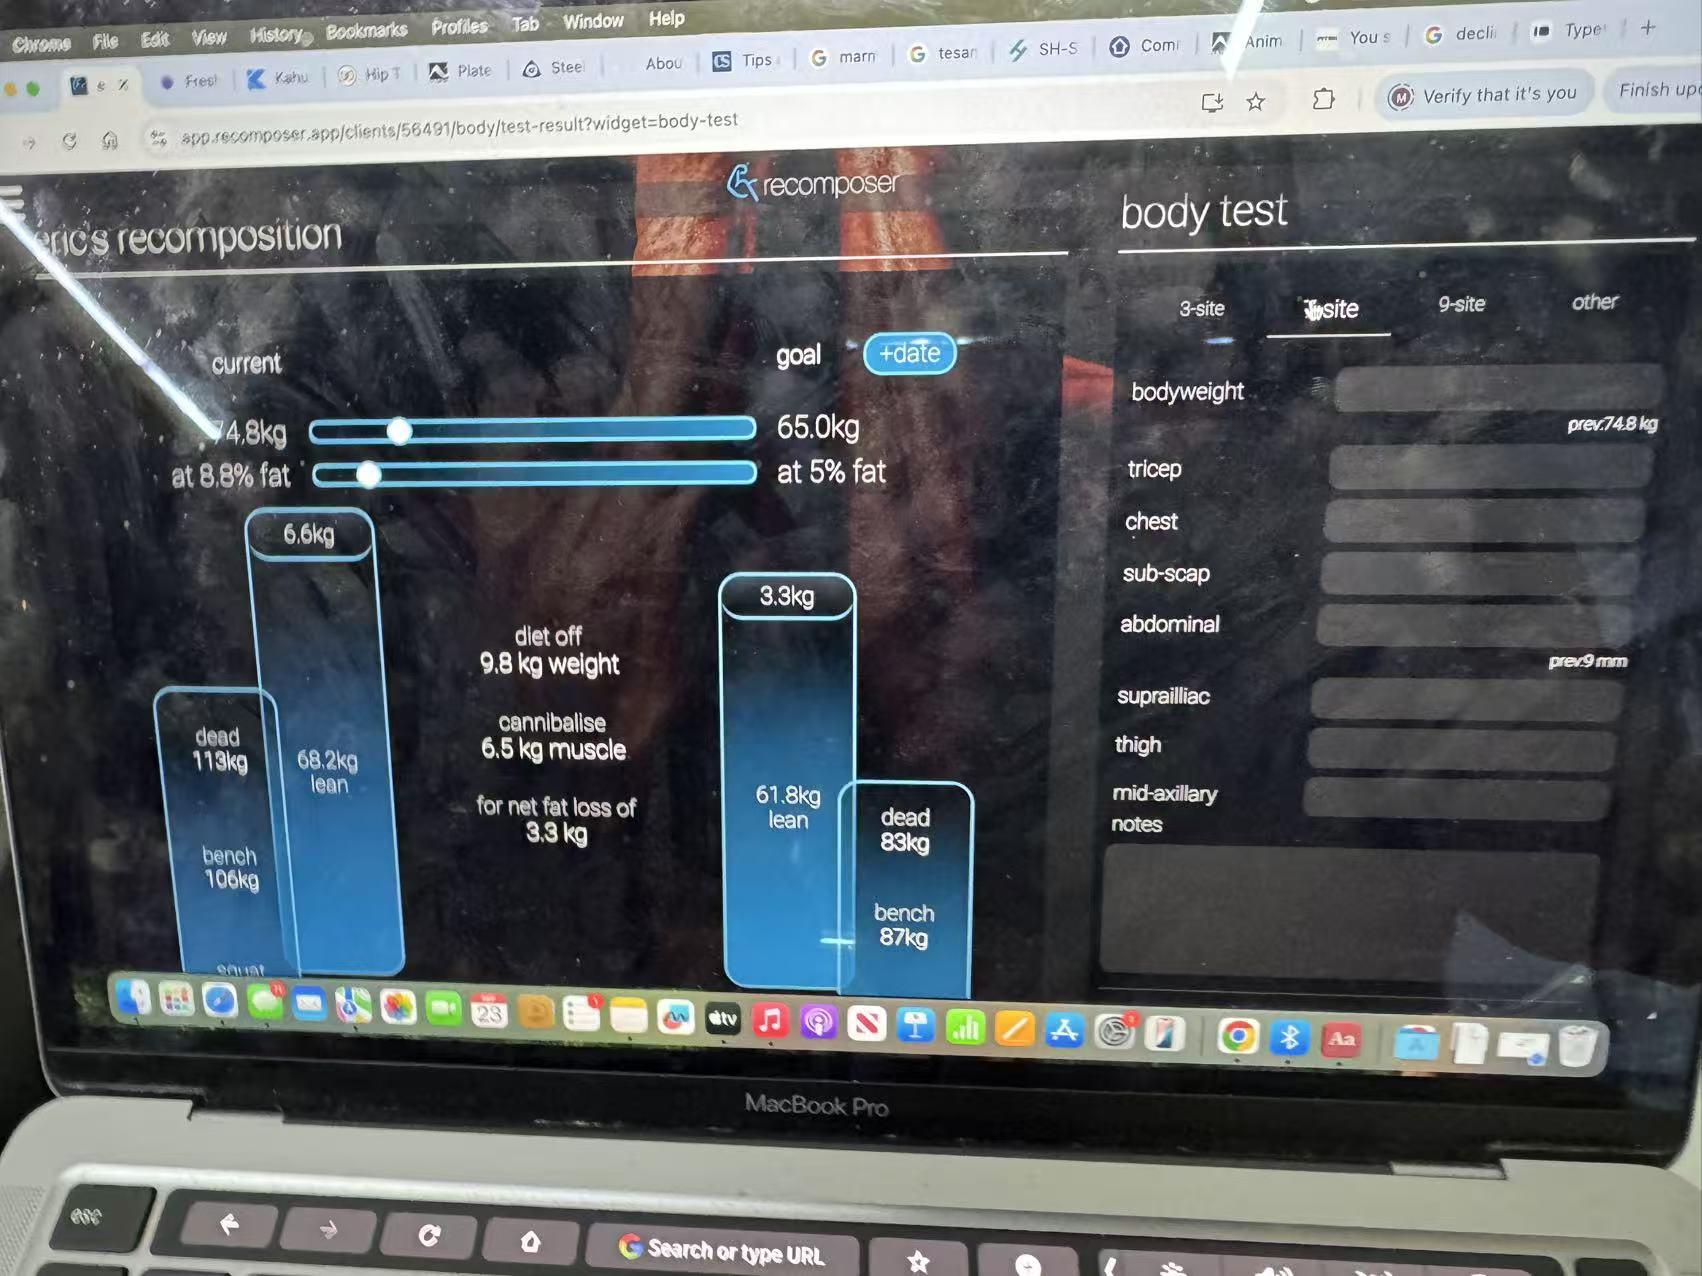 Chrome File Edit View History Bookmarks Profiles Tab Window Help
Fresh Kahu Hip T Plate Steel Abou Tips marn tesan SH-S Comr Anim You s declin Type
app.recomposer.app/clients/56491/body/test-result?widget=body-test
Verify that it's you
Finish upd
recomposer
eric's recomposition
current
goal
+date
74.8kg
65.0kg
at 8.8% fat
at 5% fat
6.6kg
3.3kg
diet off
9.8 kg weight
cannibalise
6.5 kg muscle
for net fat loss of
3.3 kg
dead
113kg
68.2kg
lean
bench
106kg
squat
61.8kg
lean
dead
83kg
bench
87kg
body test
3-site
site
9-site
other
bodyweight
prev:74.8 kg
tricep
chest
sub-scap
abdominal
prev:9 mm
suprailliac
thigh
mid-axillary
notes
23
tv
Aa
MacBook Pro
esc
Search or type URL